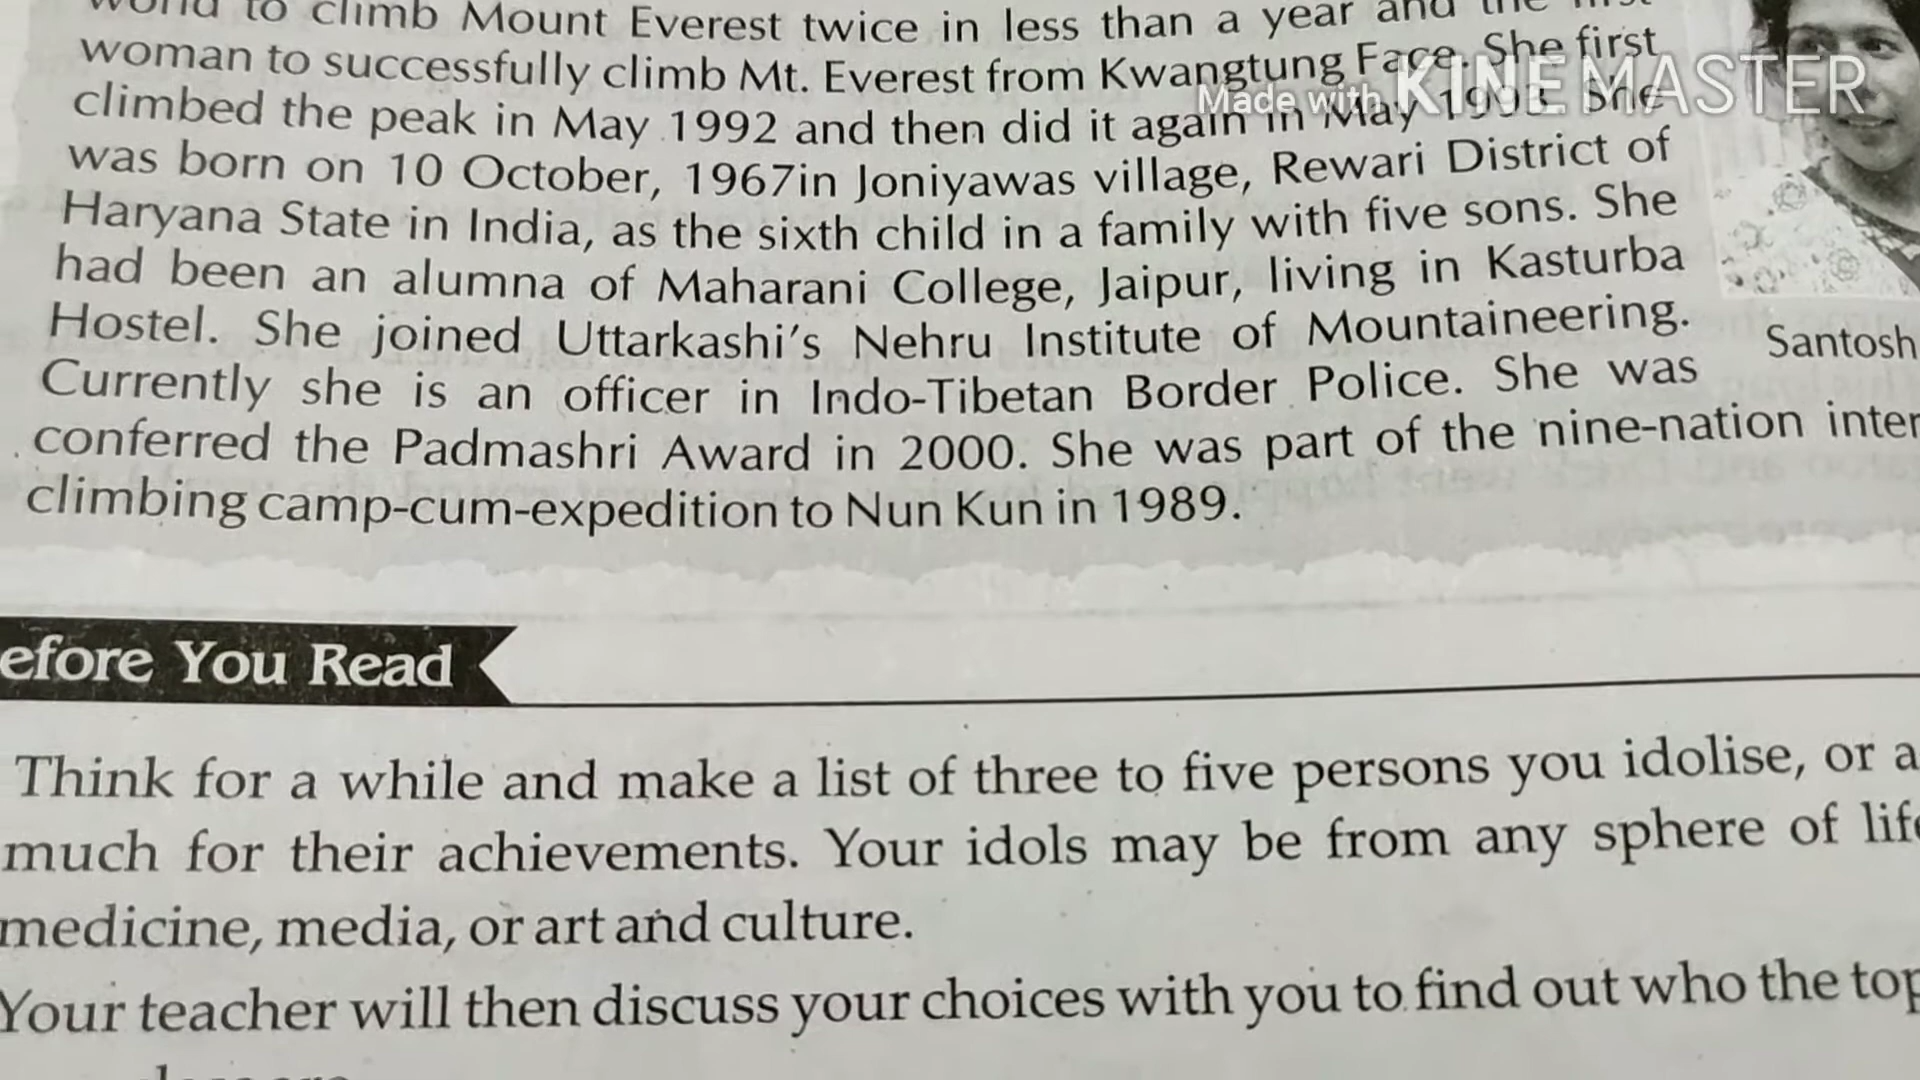 world to climb Mount Everest twice in less than a year and the first
woman to successfully climb Mt. Everest from Kwangtung Face. She first
climbed the peak in May 1992 and then did it again in May 1993. She
was born on 10 October, 1967in Joniyawas village, Rewari District of
Haryana State in India, as the sixth child in a family with five sons. She
had been an alumna of Maharani College, Jaipur, living in Kasturba
Hostel. She joined Uttarkashi's Nehru Institute of Mountaineering.
Currently she is an officer in Indo-Tibetan Border Police. She was
conferred the Padmashri Award in 2000. She was part of the nine-nation inter
climbing camp-cum-expedition to Nun Kun in 1989.
Made with KINEMASTER
Santosh
efore You Read
Think for a while and make a list of three to five persons you idolise, or a
much for their achievements. Your idols may be from any sphere of life
medicine, media, or art and culture.
Your teacher will then discuss your choices with you to find out who the top